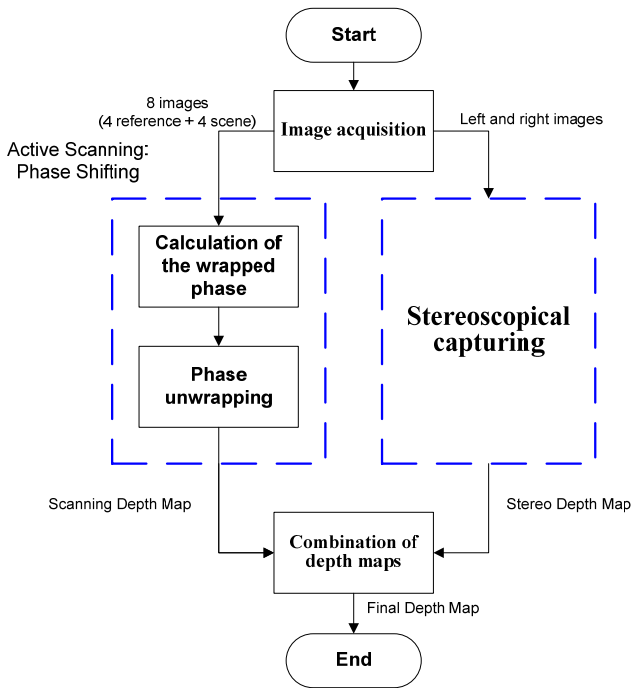 Start
8 images
(4 reference + 4 scene)
Image acquisition
Left and right images
Active Scanning:
Phase Shifting
Calculation of
the wrapped
phase
Stereoscopical
capturing
Phase
unwrapping
Scanning Depth Map
Stereo Depth Map
Combination of
depth maps
Final Depth Map
End